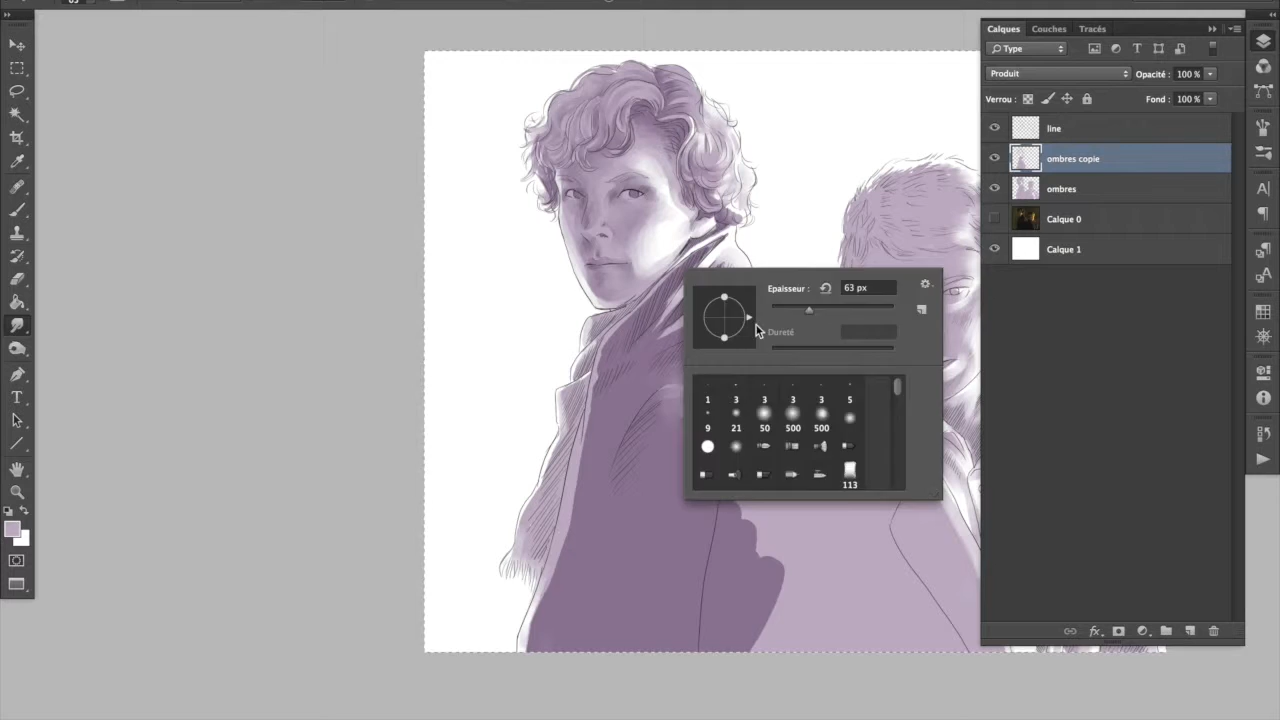 Calques Couches Tracés
Type
Produit Opacité : 100 %
Verrou : Fond : 100 %
line
ombres copie
ombres
Calque 0
Calque 1
Epaisseur : 63 px
Dureté
1 3 3 3 3 5
9 21 50 500 500
113
fx